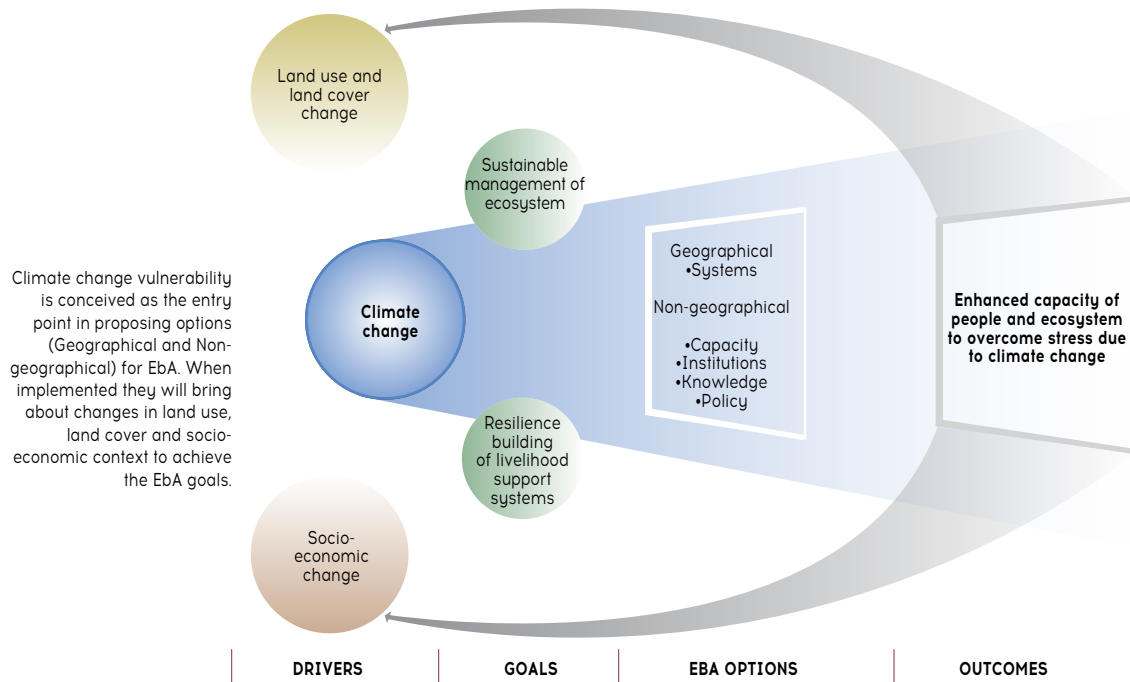 Land use and
land cover
change
Sustainable
management of
ecosystem
Climate change vulnerability
is conceived as the entry
point in proposing options
(Geographical and Non-
geographical) for EbA. When
implemented they will bring
about changes in land use,
land cover and socio-
economic context to achieve
the EbA goals.
Climate
change
Geographical
•Systems
Non-geographical
•Capacity
•Institutions
•Knowledge
•Policy
Enhanced capacity of
people and ecosystem
to overcome stress due
to climate change
Resilience
building
of livelihood
support
systems
Socio-
economic
change
DRIVERS
GOALS
EBA OPTIONS
OUTCOMES